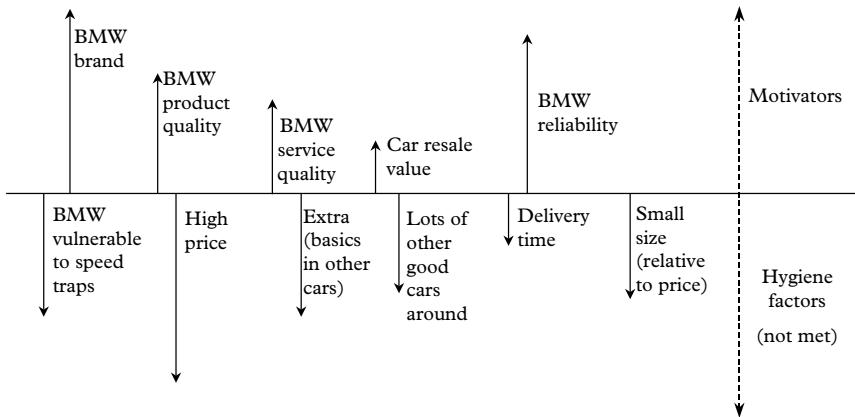 BMW
brand
BMW
product
quality
BMW
service
quality
Car resale
value
BMW
reliability
Motivators
BMW
vulnerable
to speed
traps
High
price
Extra
(basics
in other
cars)
Lots of
other
good
cars
around
Delivery
time
Small
size
(relative
to price)
Hygiene
factors
(not met)